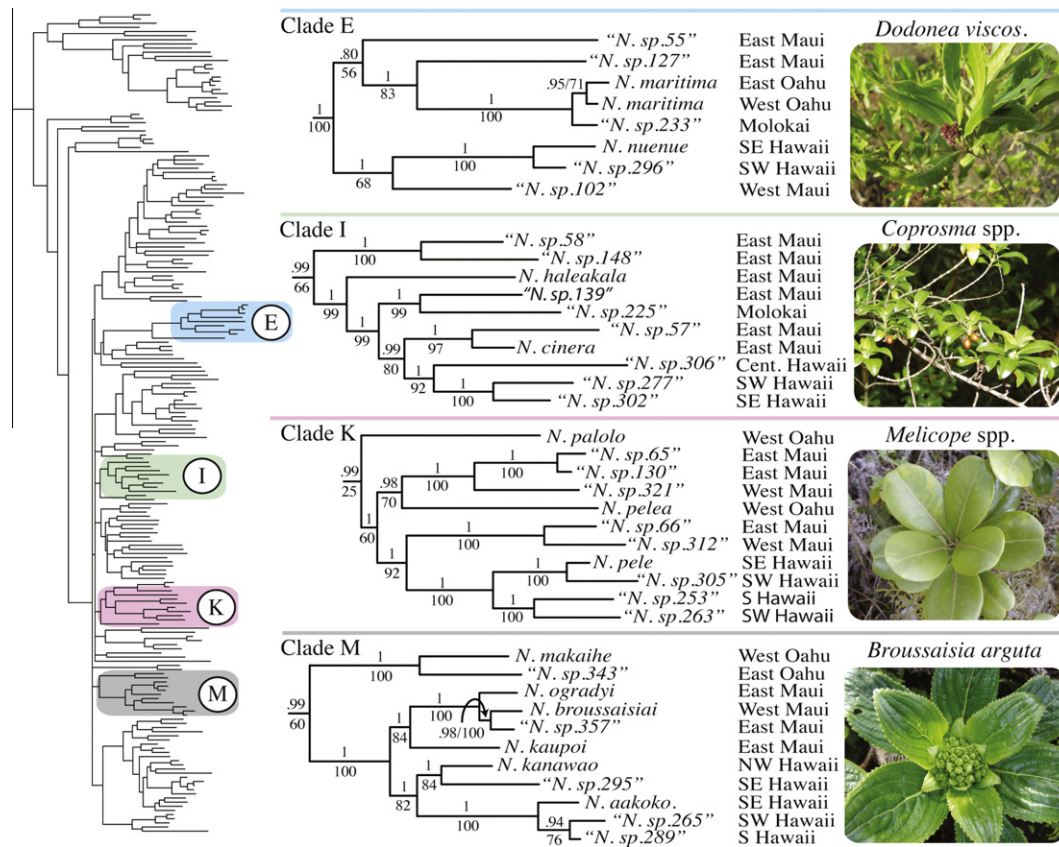 Clade E
Dodonea viscos.
.80
56
1
83
.95/71
1
100
1
100
1
100
1
68
"N. sp.55" East Maui
"N. sp.127" East Maui
N. maritima East Oahu
N. maritima West Oahu
"N. sp.233" Molokai
N. nuenue SE Hawaii
"N. sp.296" SW Hawaii
"N. sp.102" West Maui
E
Clade I
Coprosma spp.
.99
66
1
100
1
99
1
99
1
99
.99
80
1
97
1
92
1
100
"N. sp.58" East Maui
"N. sp.148" East Maui
N. haleakala East Maui
"N. sp.139" East Maui
N. sp.225" Molokai
"N. sp.57" East Maui
N. cinera East Maui
"N. sp.306" Cent. Hawaii
"N. sp.277" SW Hawaii
"N. sp.302" SE Hawaii
I
Clade K
Melicope spp.
.99
25
1
60
.98
70
1
100
1
100
1
92
1
100
1
100
1
100
1
100
N. palolo West Oahu
"N. sp.65" East Maui
"N. sp.130" East Maui
"N. sp.321" West Maui
N. pelea West Oahu
"N. sp.66" East Maui
"N. sp.312" West Maui
N. pele SE Hawaii
"N. sp.305" SW Hawaii
"N. sp.253" S Hawaii
"N. sp.263" SW Hawaii
K
Clade M
Broussaisia arguta
.99
60
1
100
1
100
1
84
1
100
.98/100
1
82
1
84
1
100
.94
76
N. makaihe West Oahu
"N. sp.343" East Oahu
N. ogradyi East Maui
N. broussaisiai West Maui
"N. sp.357" East Maui
N. kaupoi East Maui
N. kanawao NW Hawaii
"N. sp.295" SE Hawaii
N. aakoko. SE Hawaii
"N. sp.265" SW Hawaii
"N. sp.289" S Hawaii
M